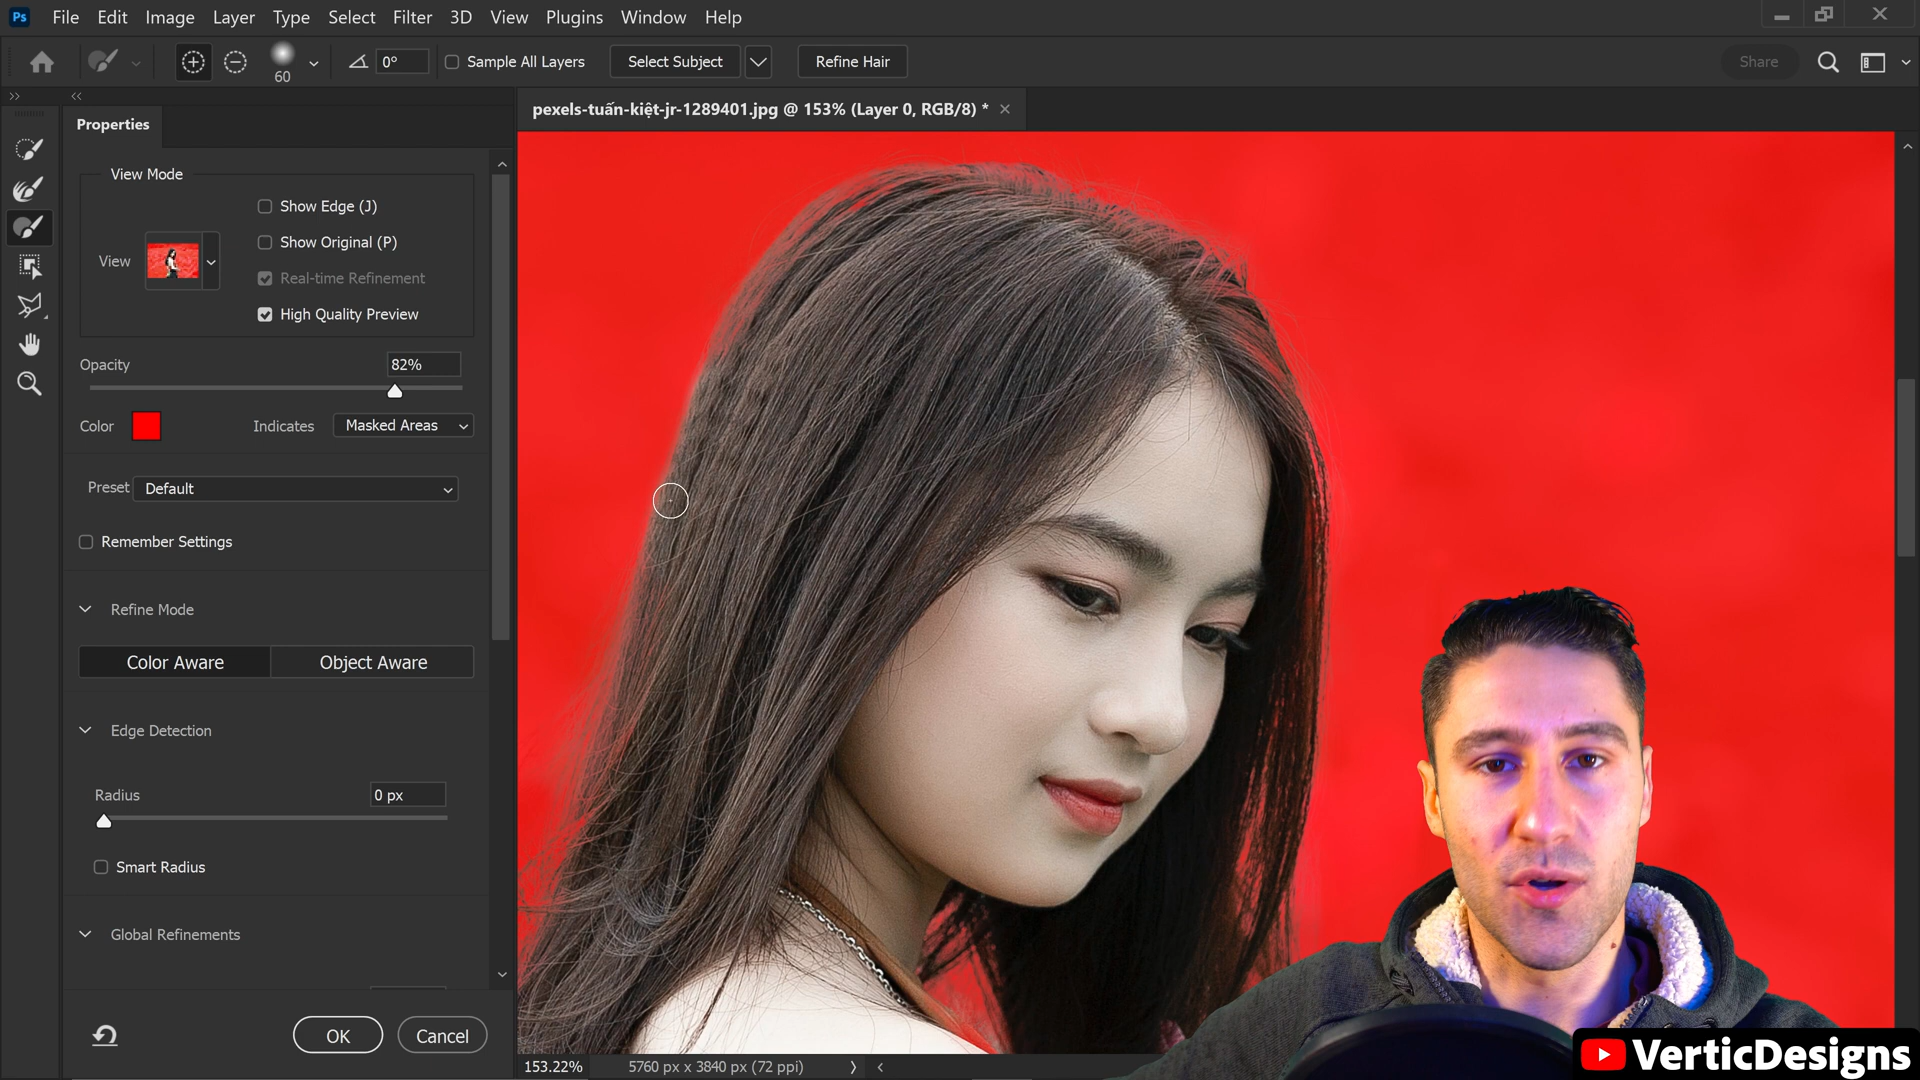 Ps File Edit Image Layer Type Select Filter 3D View Plugins Window Help
60 0° Sample All Layers Select Subject Refine Hair Share
Properties
pexels-tuấn-kiệt-jr-1289401.jpg @ 153% (Layer 0, RGB/8) *
View Mode
Show Edge (J)
Show Original (P)
View
Real-time Refinement
High Quality Preview
Opacity 82%
Color Indicates Masked Areas
Preset Default
Remember Settings
Refine Mode
Color Aware Object Aware
Edge Detection
Radius 0 px
Smart Radius
Global Refinements
OK Cancel
153.22% 5760 px x 3840 px (72 ppi)
VerticDesigns